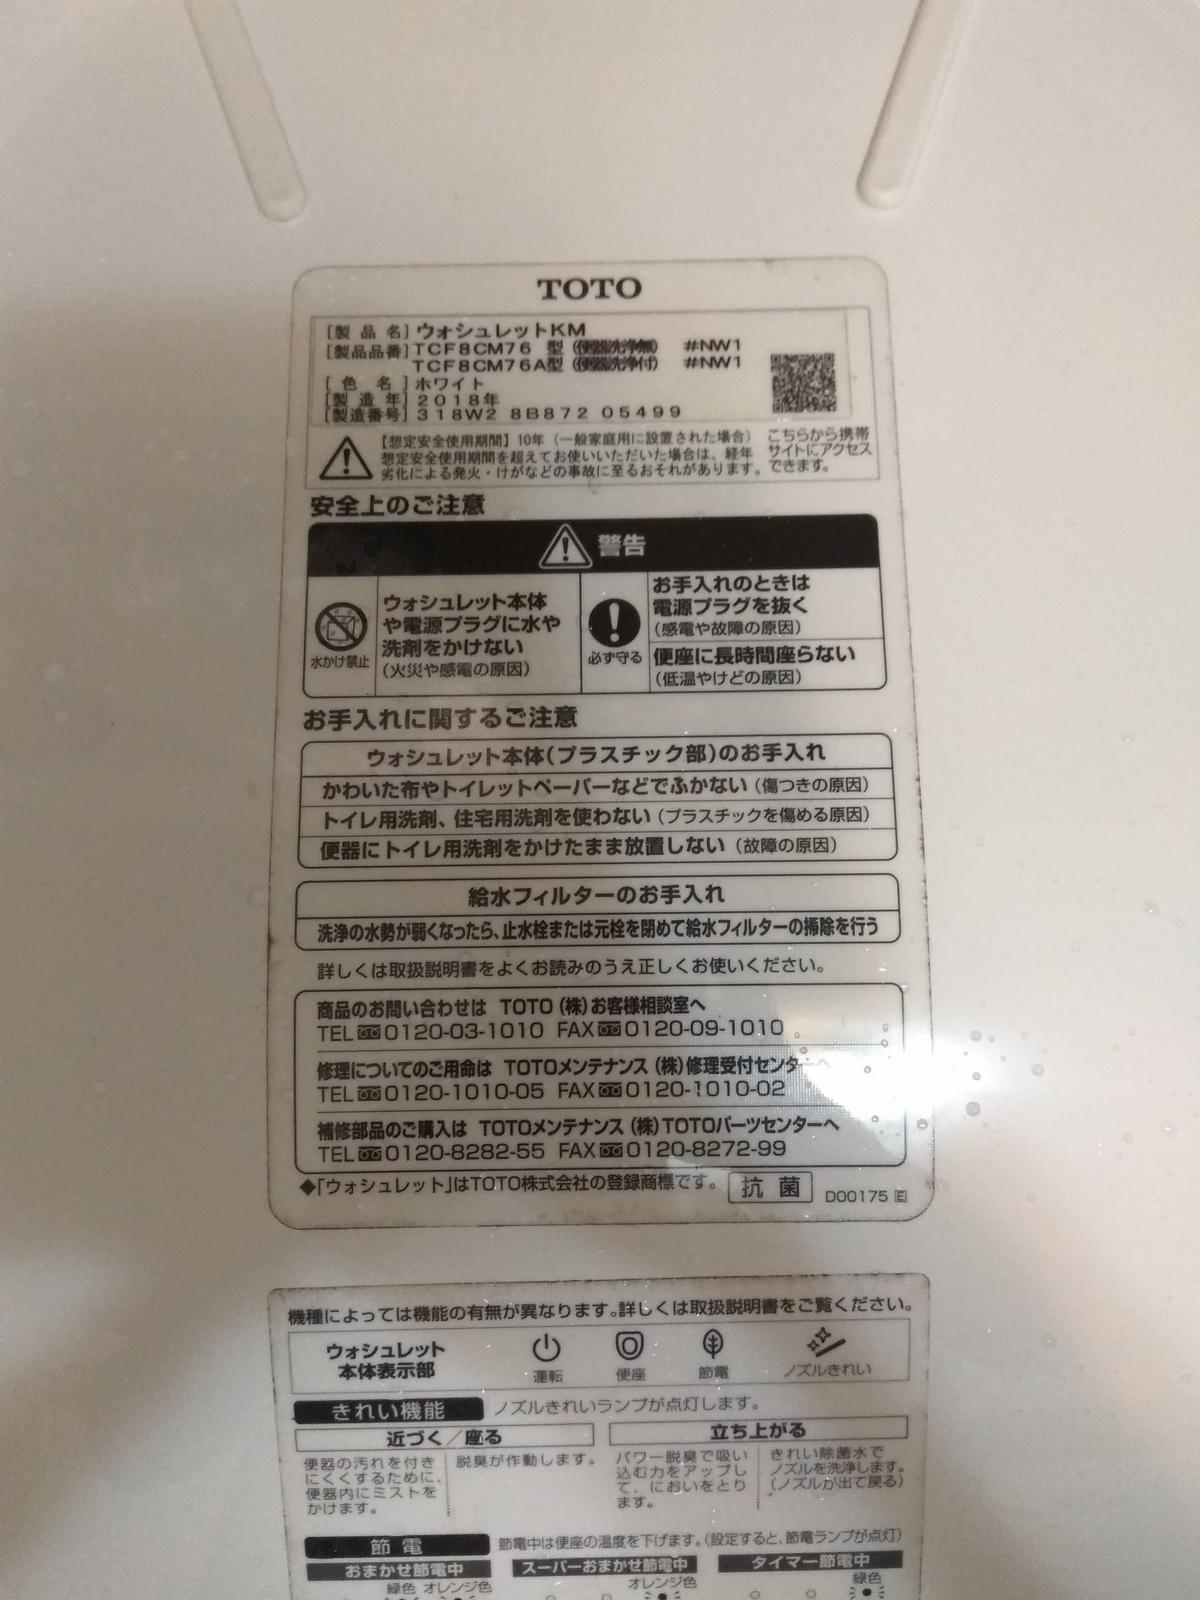 TOTO
[製品名] ウォシュレットKM
[製品品番] TCF8CM76 型 (便器洗浄無) #NW1
TCF8CM76A型 (便器洗浄付) #NW1
[色名] ホワイト
[製造年] 2018年
[製造番号] 318W2 8B872 05499
【想定安全使用期間】10年（一般家庭用に設置された場合）
想定安全使用期間を超えてお使いいただいた場合は、経年
劣化による発火・けがなどの事故に至るおそれがあります。
こちらから携帯
サイトにアクセス
できます。
安全上のご注意
警告
水かけ禁止
ウォシュレット本体
や電源プラグに水や
洗剤をかけない
(火災や感電の原因)
必ず守る
お手入れのときは
電源プラグを抜く
(感電や故障の原因)
便座に長時間座らない
(低温やけどの原因)
お手入れに関するご注意
ウォシュレット本体(プラスチック部)のお手入れ
かわいた布やトイレットペーパーなどでふかない (傷つきの原因)
トイレ用洗剤、住宅用洗剤を使わない (プラスチックを傷める原因)
便器にトイレ用洗剤をかけたまま放置しない (故障の原因)
給水フィルターのお手入れ
洗浄の水勢が弱くなったら、止水栓または元栓を閉めて給水フィルターの掃除を行う
詳しくは取扱説明書をよくお読みのうえ正しくお使いください。
商品のお問い合わせは TOTO (株)お客様相談室へ
TEL 0120-03-1010 FAX 0120-09-1010
修理についてのご用命は TOTOメンテナンス (株)修理受付センターへ
TEL 0120-1010-05 FAX 0120-1010-02
補修部品のご購入は TOTOメンテナンス (株)TOTOパーツセンターへ
TEL 0120-8282-55 FAX 0120-8272-99
◆「ウォシュレット」はTOTO株式会社の登録商標です。 抗菌 D00175 E
機種によっては機能の有無が異なります。詳しくは取扱説明書をご覧ください。
ウォシュレット
本体表示部
運転 便座 節電 ノズルきれい
きれい機能 ノズルきれいランプが点灯します。
近づく／座る
便器の汚れを付き
にくくするために、
便器内にミストを
かけます。
脱臭が作動します。
立ち上がる
パワー脱臭で吸い
込む力をアップし
て、においをとり
ます。
きれい除菌水で
ノズルを洗浄します。
(ノズルが出て戻る)
節電 節電中は便座の温度を下げます。(設定すると、節電ランプが点灯)
おまかせ節電中 スーパーおまかせ節電中 タイマー節電中
緑色 オレンジ色 オレンジ色 緑色